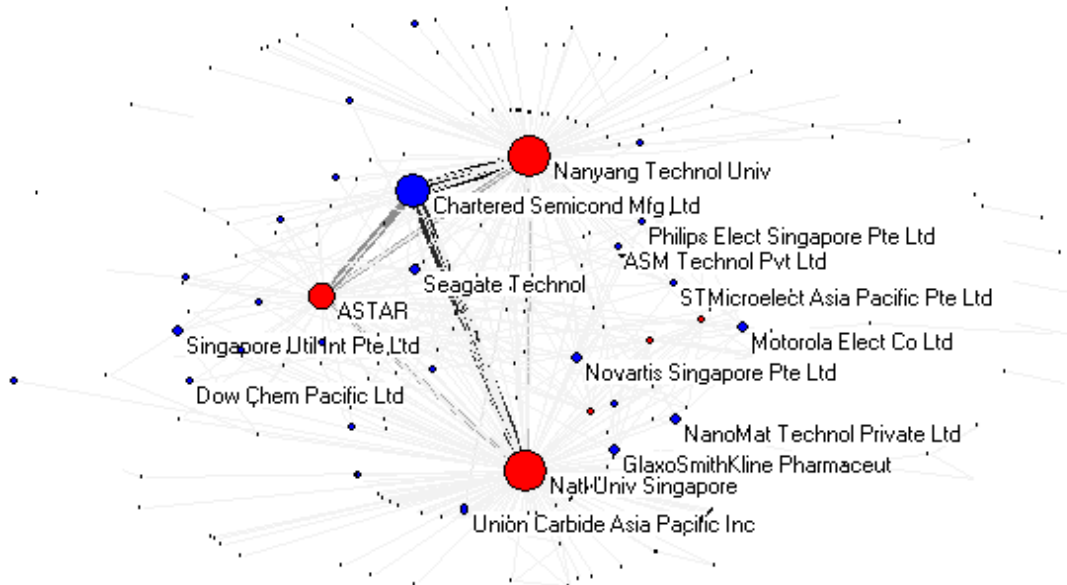 Nanyang Technol Univ
Chartered Semicond Mfg Ltd
Philips Elect Singapore Pte Ltd
ASM Technol Pvt Ltd
Seagate Technol
STMicroelect Asia Pacific Pte Ltd
ASTAR
Motorola Elect Co Ltd
Singapore Util Int Pte Ltd
Novartis Singapore Pte Ltd
Dow Chem Pacific Ltd
NanoMat Technol Private Ltd
GlaxoSmithKline Pharmaceut
Natl Univ Singapore
Union Carbide Asia Pacific Inc